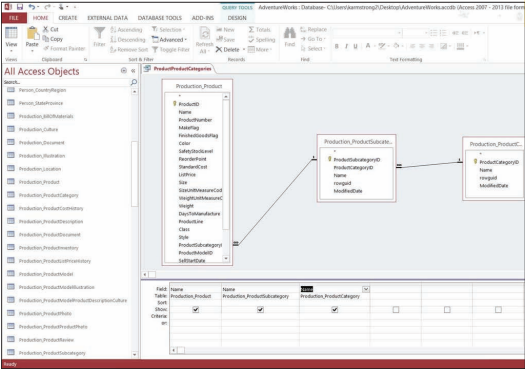 QUERY TOOLS
AdventureWorks : Database- C:\Users\armstrong2\Desktop\AdventureWorks.accdb (Access 2007 - 2013 file form
FILE HOME CREATE EXTERNAL DATA DATABASE TOOLS ADD-INS DESIGN
View
Paste
Cut
Copy
Format Painter
Filter
Ascending
Descending
Remove Sort
Selection
Advanced
Toggle Filter
Refresh All
New
Save
Delete
Totals
Spelling
More
Find
Replace
Go To
Select
B I U
Views Clipboard Sort & Filter Records Find Text Formatting
All Access Objects
Search...
Person_CountryRegion
Person_StateProvince
Production_BillOfMaterials
Production_Culture
Production_Document
Production_Illustration
Production_Location
Production_Product
Production_ProductCategory
Production_ProductCostHistory
Production_ProductDescription
Production_ProductDocument
Production_ProductInventory
Production_ProductListPriceHistory
Production_ProductModel
Production_ProductModelIllustration
Production_ProductModelProductDescriptionCulture
Production_ProductPhoto
Production_ProductProductPhoto
Production_ProductReview
Production_ProductSubcategory
ProductProductCategories
Production_Product
*
ProductID
Name
ProductNumber
MakeFlag
FinishedGoodsFlag
Color
SafetyStockLevel
ReorderPoint
StandardCost
ListPrice
Size
SizeUnitMeasureCod
WeightUnitMeasureC
Weight
DaysToManufacture
ProductLine
Class
Style
ProductSubcategoryI
ProductModelID
SellStartDate
Production_ProductSubcate...
*
ProductSubcategoryID
ProductCategoryID
Name
rowguid
ModifiedDate
Production_ProductC...
*
ProductCategoryID
Name
rowguid
ModifiedDate
Field: Name Name Name
Table: Production_Product Production_ProductSubcategory Production_ProductCategory
Sort:
Show:
Criteria:
or:
Ready